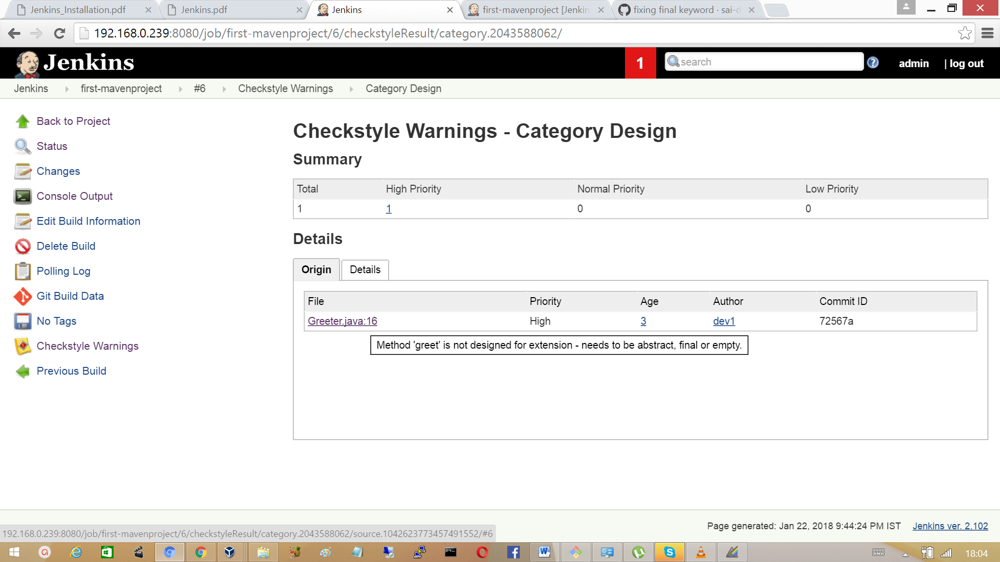 Jenkins_Installation.pdf
Jenkins.pdf
Jenkins
first-mavenproject [Jenkin
fixing final keyword · sai-d
192.168.0.239:8080/job/first-mavenproject/6/checkstyleResult/category.2043588062/
Jenkins
1
search
admin
| log out
Jenkins
first-mavenproject
#6
Checkstyle Warnings
Category Design
Back to Project
Status
Changes
Console Output
Edit Build Information
Delete Build
Polling Log
Git Build Data
No Tags
Checkstyle Warnings
Previous Build
Checkstyle Warnings - Category Design
Summary
Total High Priority Normal Priority Low Priority
1 1 0 0
Details
Origin Details
File Priority Age Author Commit ID
Greeter.java:16 High 3 dev1 72567a
Method 'greet' is not designed for extension - needs to be abstract, final or empty.
Page generated: Jan 22, 2018 9:44:24 PM IST Jenkins ver. 2.102
192.168.0.239:8080/job/first-mavenproject/6/checkstyleResult/category.2043588062/source.1042623773457491552/#6
18:04